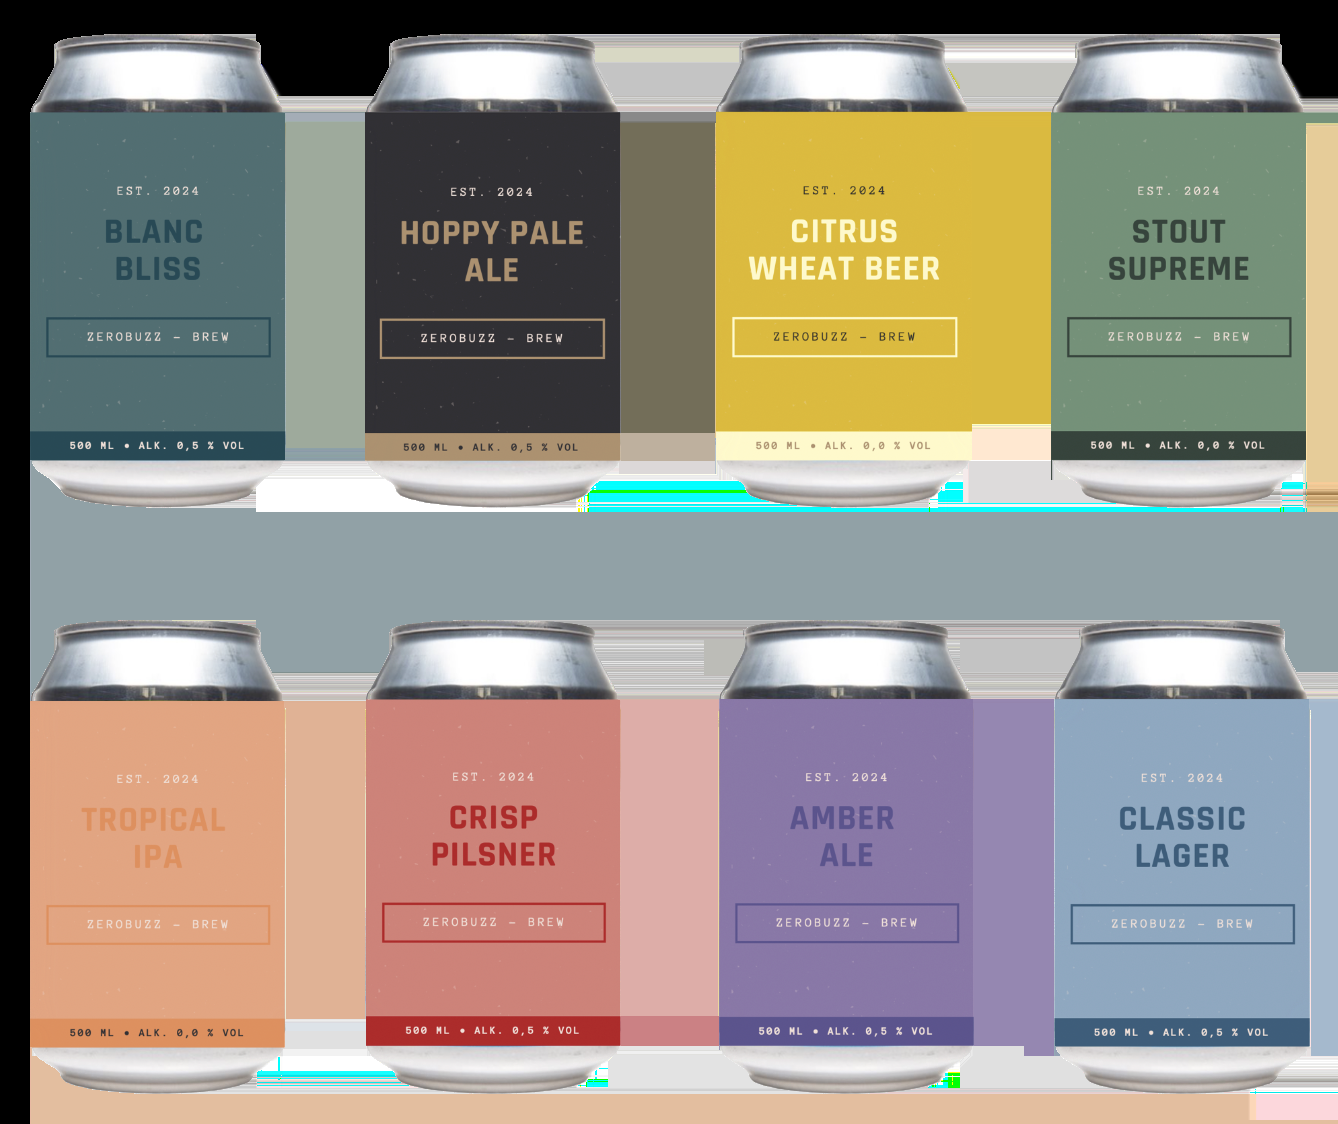 EST. 2024
BLANC
BLISS
ZEROBUZZ – BREW
500 ML • ALK. 0,5 % VOL
EST. 2024
HOPPY PALE
ALE
ZEROBUZZ – BREW
500 ML • ALK. 0,5 % VOL
EST. 2024
CITRUS
WHEAT BEER
ZEROBUZZ – BREW
500 ML • ALK. 0,0 % VOL
EST. 2024
STOUT
SUPREME
ZEROBUZZ – BREW
500 ML • ALK. 0,0 % VOL
EST. 2024
TROPICAL
IPA
ZEROBUZZ – BREW
500 ML • ALK. 0,0 % VOL
EST. 2024
CRISP
PILSNER
ZEROBUZZ – BREW
500 ML • ALK. 0,5 % VOL
EST. 2024
AMBER
ALE
ZEROBUZZ – BREW
500 ML • ALK. 0,5 % VOL
EST. 2024
CLASSIC
LAGER
ZEROBUZZ – BREW
500 ML • ALK. 0,5 % VOL